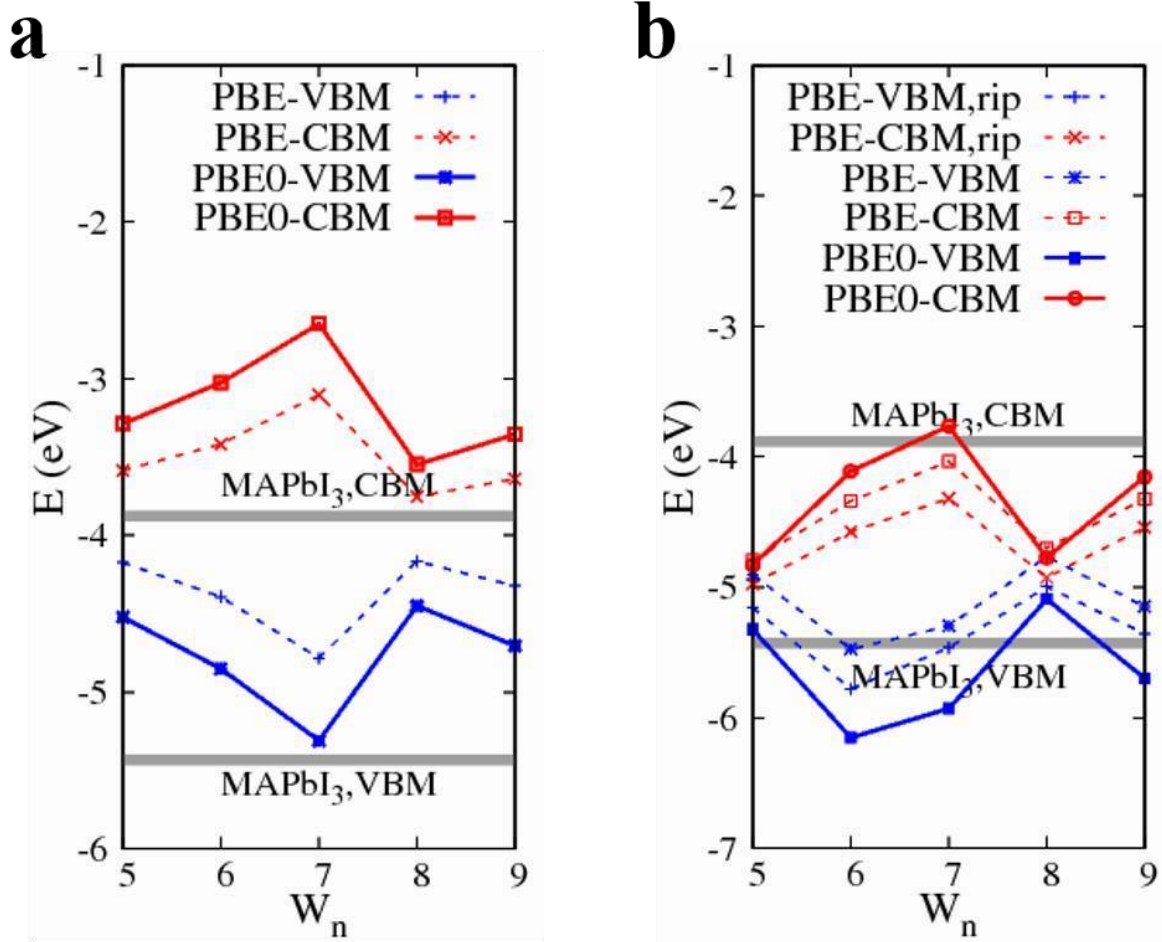 a
-1
-2
-3
-4
-5
-6
E (eV)
PBE-VBM
PBE-CBM
PBE0-VBM
PBE0-CBM
MAPbI3,CBM
MAPbI3,VBM
5 6 7 8 9
Wn
b
-1
-2
-3
-4
-5
-6
-7
E (eV)
PBE-VBM,rip
PBE-CBM,rip
PBE-VBM
PBE-CBM
PBE0-VBM
PBE0-CBM
MAPbI3,CBM
MAPbI3,VBM
5 6 7 8 9
Wn